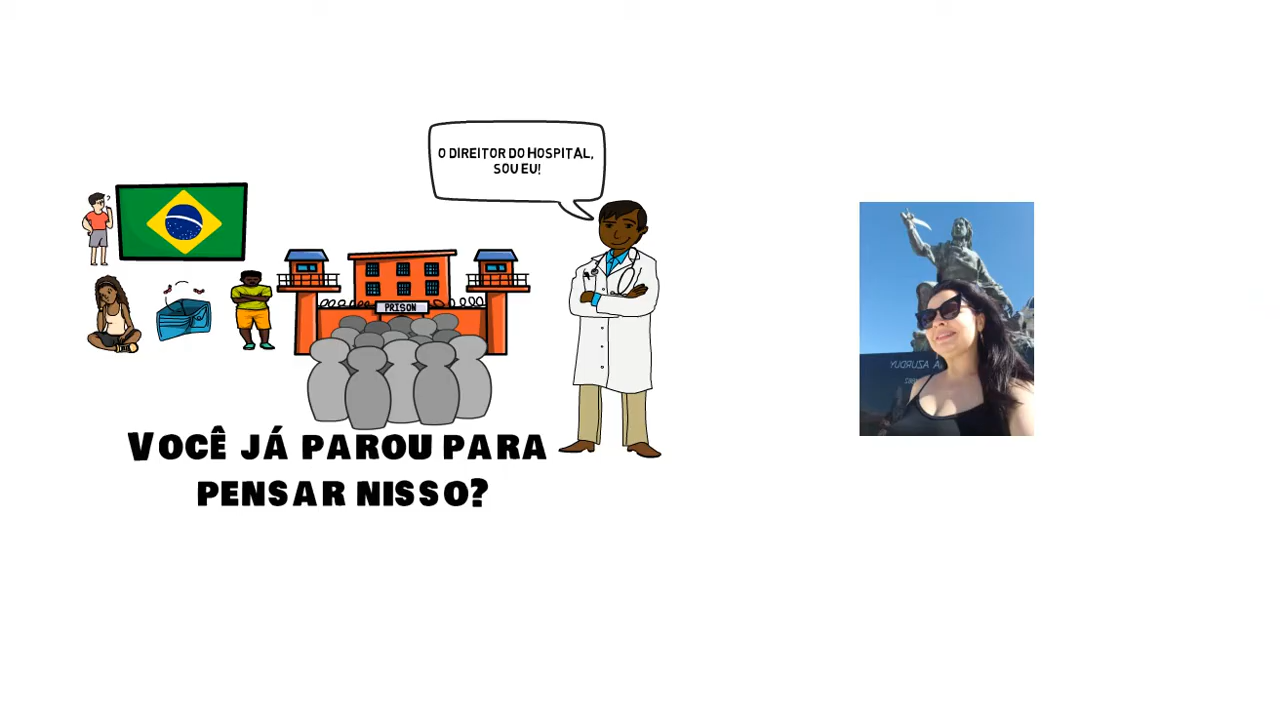 O DIREITOR DO HOSPITAL,
SOU EU!
PRISON
VOCÊ JÁ PAROU PARA
PENSAR NISSO?